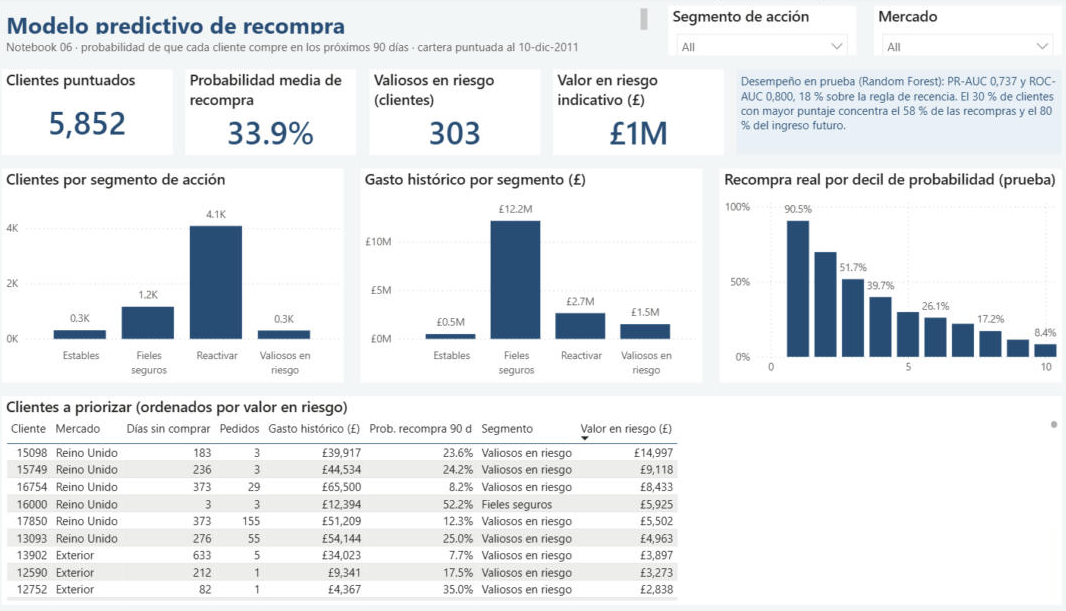 Modelo predictivo de recompra
Notebook 06 · probabilidad de que cada cliente compre en los próximos 90 días · cartera puntuada al 10-dic-2011
Segmento de acción
All
Mercado
All
Clientes puntuados
5,852
Probabilidad media de
recompra
33.9%
Valiosos en riesgo
(clientes)
303
Valor en riesgo
indicativo (£)
£1M
Desempeño en prueba (Random Forest): PR-AUC 0,737 y ROC-
AUC 0,800, 18 % sobre la regla de recencia. El 30 % de clientes
con mayor puntaje concentra el 58 % de las recompras y el 80
% del ingreso futuro.
Clientes por segmento de acción
4K
2K
0K
0.3K
1.2K
4.1K
0.3K
Estables
Fieles
seguros
Reactivar
Valiosos en
riesgo
Gasto histórico por segmento (£)
£10M
£5M
£0M
£0.5M
£12.2M
£2.7M
£1.5M
Estables
Fieles
seguros
Reactivar
Valiosos en
riesgo
Recompra real por decil de probabilidad (prueba)
100%
50%
0%
90.5%
51.7%
39.7%
26.1%
17.2%
8.4%
0
5
10
Clientes a priorizar (ordenados por valor en riesgo)
Cliente Mercado Días sin comprar Pedidos Gasto histórico (£) Prob. recompra 90 d Segmento Valor en riesgo (£)
15098 Reino Unido 183 3 £39,917 23.6% Valiosos en riesgo £14,997
15749 Reino Unido 236 3 £44,534 24.2% Valiosos en riesgo £9,118
16754 Reino Unido 373 29 £65,500 8.2% Valiosos en riesgo £8,433
16000 Reino Unido 3 3 £12,394 52.2% Fieles seguros £5,925
17850 Reino Unido 373 155 £51,209 12.3% Valiosos en riesgo £5,502
13093 Reino Unido 276 55 £54,144 25.0% Valiosos en riesgo £4,963
13902 Exterior 633 5 £34,023 7.7% Valiosos en riesgo £3,897
12590 Exterior 212 1 £9,341 17.5% Valiosos en riesgo £3,273
12752 Exterior 82 1 £4,367 35.0% Valiosos en riesgo £2,838